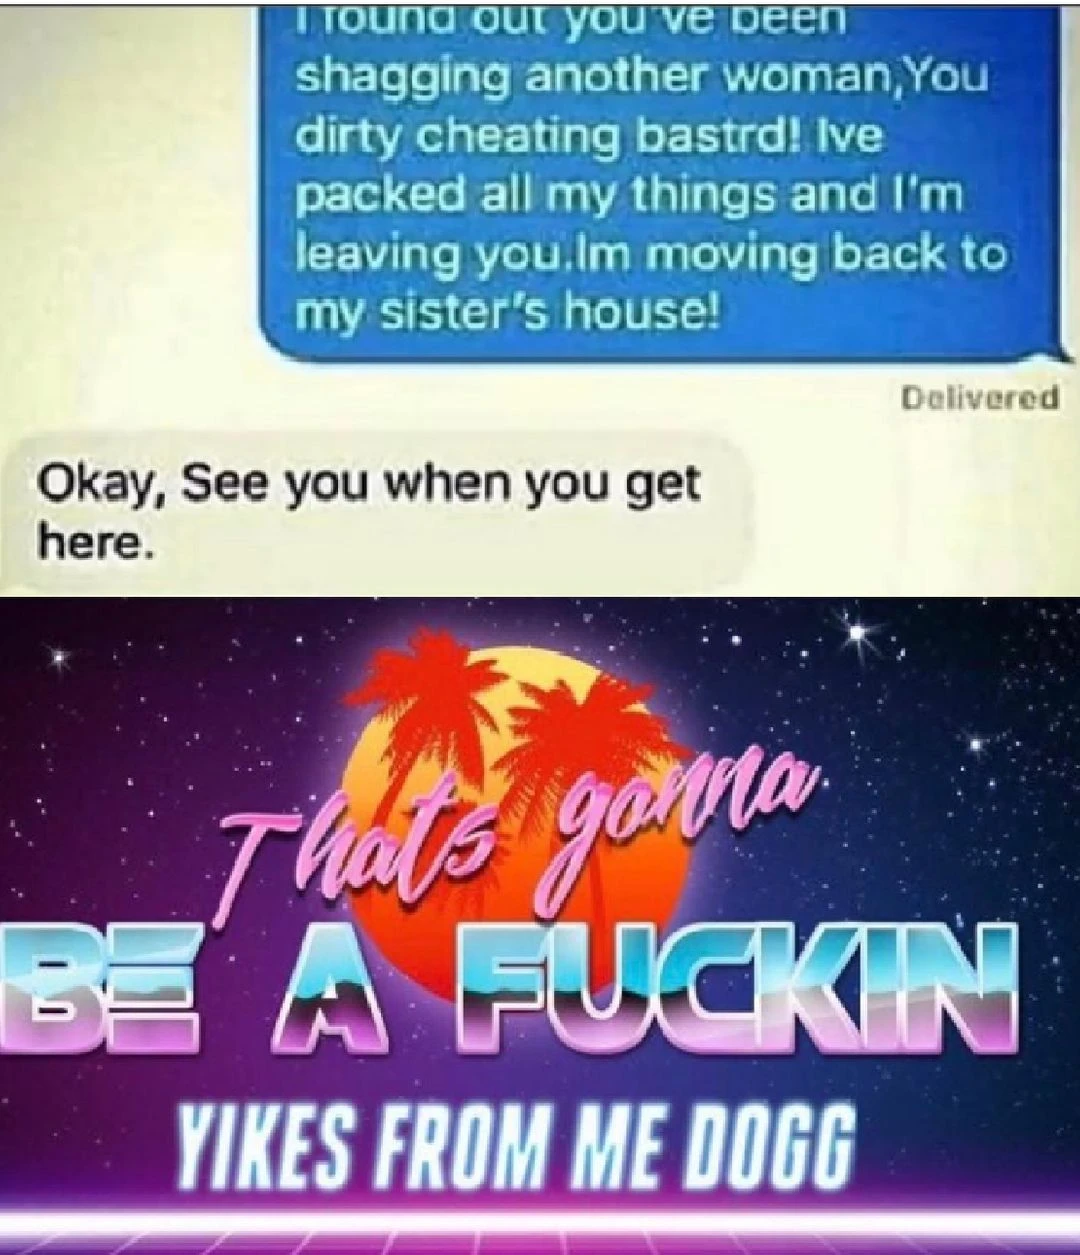 I found out you've been
shagging another woman,You
dirty cheating bastrd! Ive
packed all my things and I'm
leaving you.Im moving back to
my sister's house!
Delivered
Okay, See you when you get
here.
Thats gonna
BE A FUCKIN
YIKES FROM ME DOGG